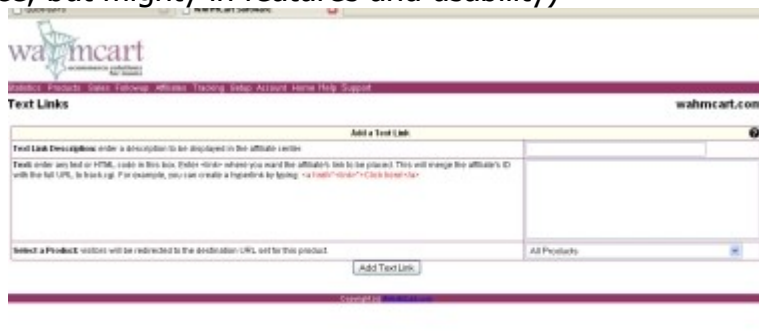 but mighty in features and usability)
wahmcart
ecommerce solutions
for moms
Statistics Products Sales Followup Affiliates Tracking Setup Account Home Help Support
Text Links wahmcart.com
Add a Text Link
Text Link Description: enter a description to be displayed in the affiliate center.
Text: enter any text or HTML code in this box. Enter <link> where you want the affiliate's link to be placed. This will merge the affiliate's ID
with the full URL, to track.cgi. For example, you can create a hyperlink by typing: <a href="<link>">Click here</a>
Select a Product: visitors will be redirected to the destination URL set for this product.
All Products
Add Text Link
Copyright (c)